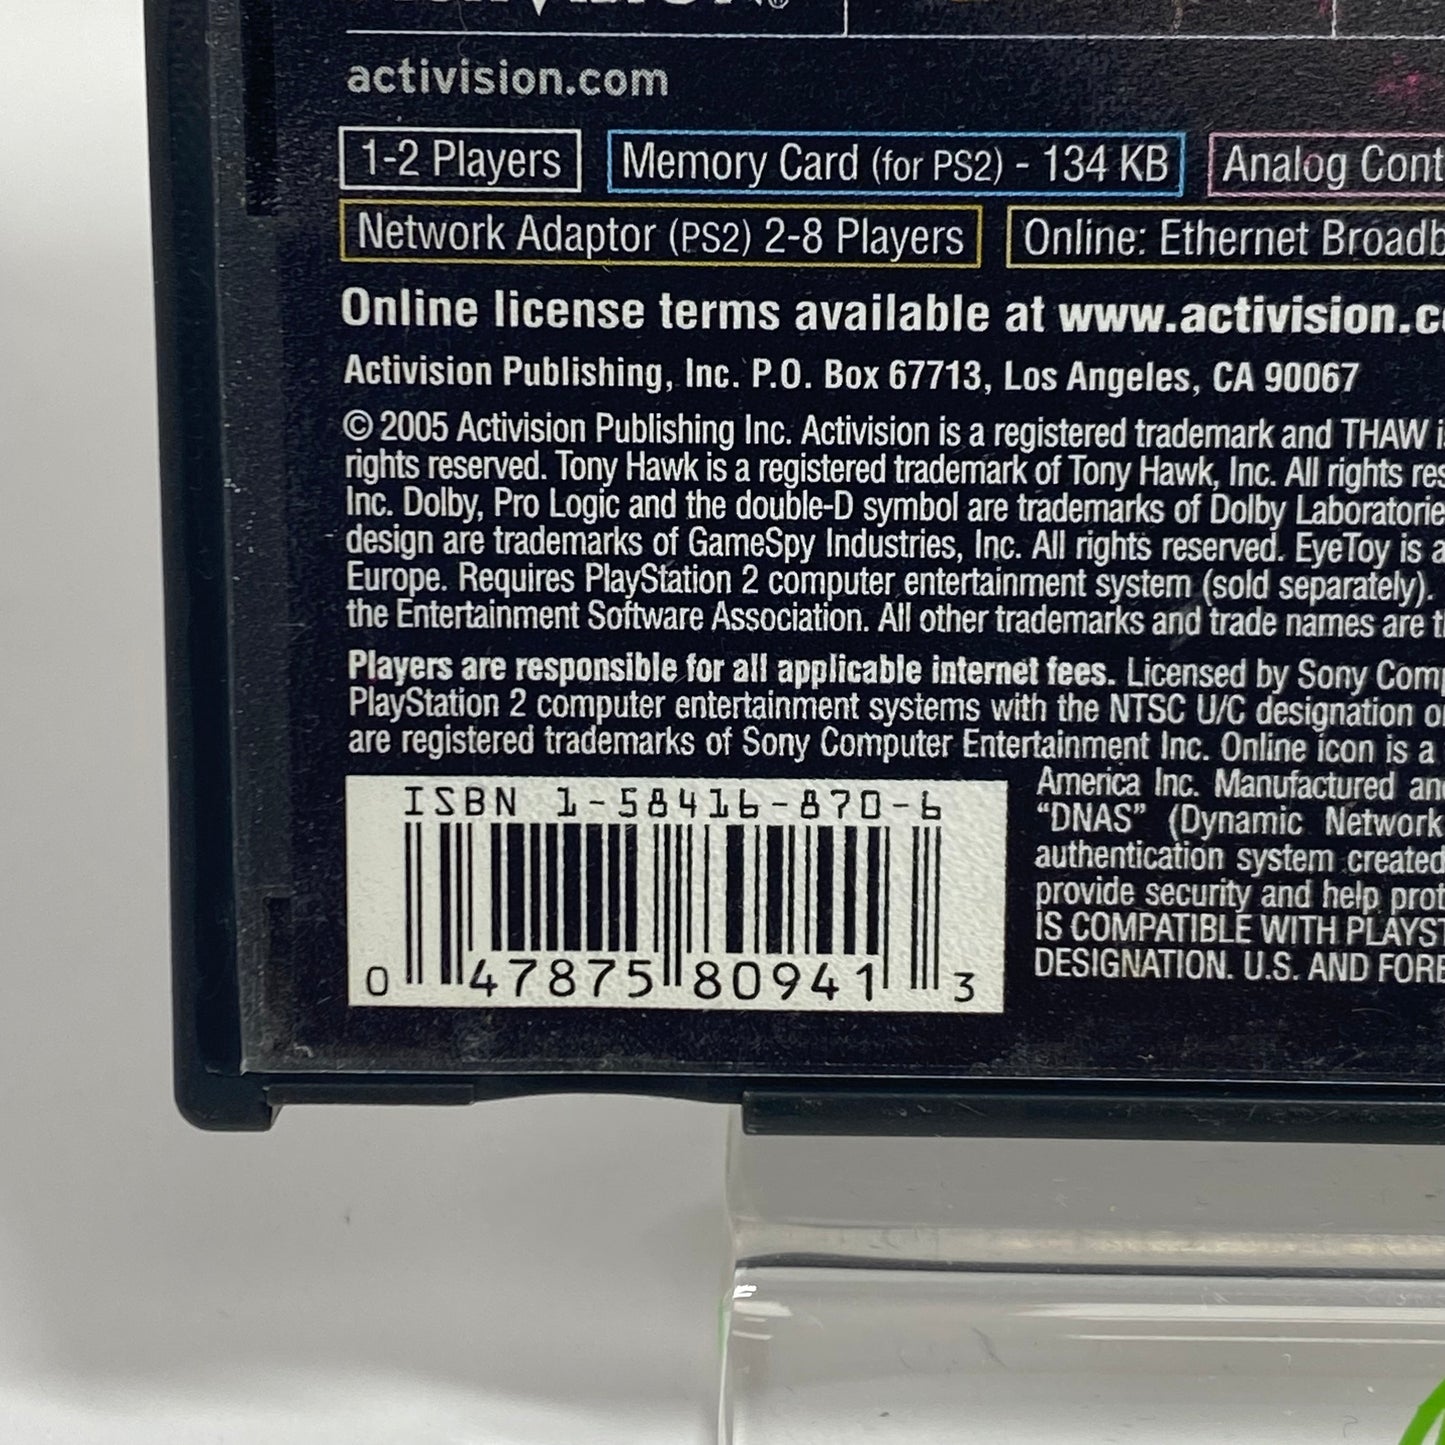 activision.com
1-2 Players Memory Card (for PS2) - 134 KB Analog Cont
Network Adaptor (PS2) 2-8 Players Online: Ethernet Broadb
Online license terms available at www.activision.c
Activision Publishing, Inc. P.O. Box 67713, Los Angeles, CA 90067
© 2005 Activision Publishing Inc. Activision is a registered trademark and THAW i
rights reserved. Tony Hawk is a registered trademark of Tony Hawk, Inc. All rights res
Inc. Dolby, Pro Logic and the double-D symbol are trademarks of Dolby Laboratorie
design are trademarks of GameSpy Industries, Inc. All rights reserved. EyeToy is a
Europe. Requires PlayStation 2 computer entertainment system (sold separately).
the Entertainment Software Association. All other trademarks and trade names are t
Players are responsible for all applicable internet fees. Licensed by Sony Comp
PlayStation 2 computer entertainment systems with the NTSC U/C designation o
are registered trademarks of Sony Computer Entertainment Inc. Online icon is a
America Inc. Manufactured an
"DNAS" (Dynamic Network
authentication system created
provide security and help prot
IS COMPATIBLE WITH PLAYST
DESIGNATION. U.S. AND FORE
ISBN 1-58416-870-6
0 47875 80941 3